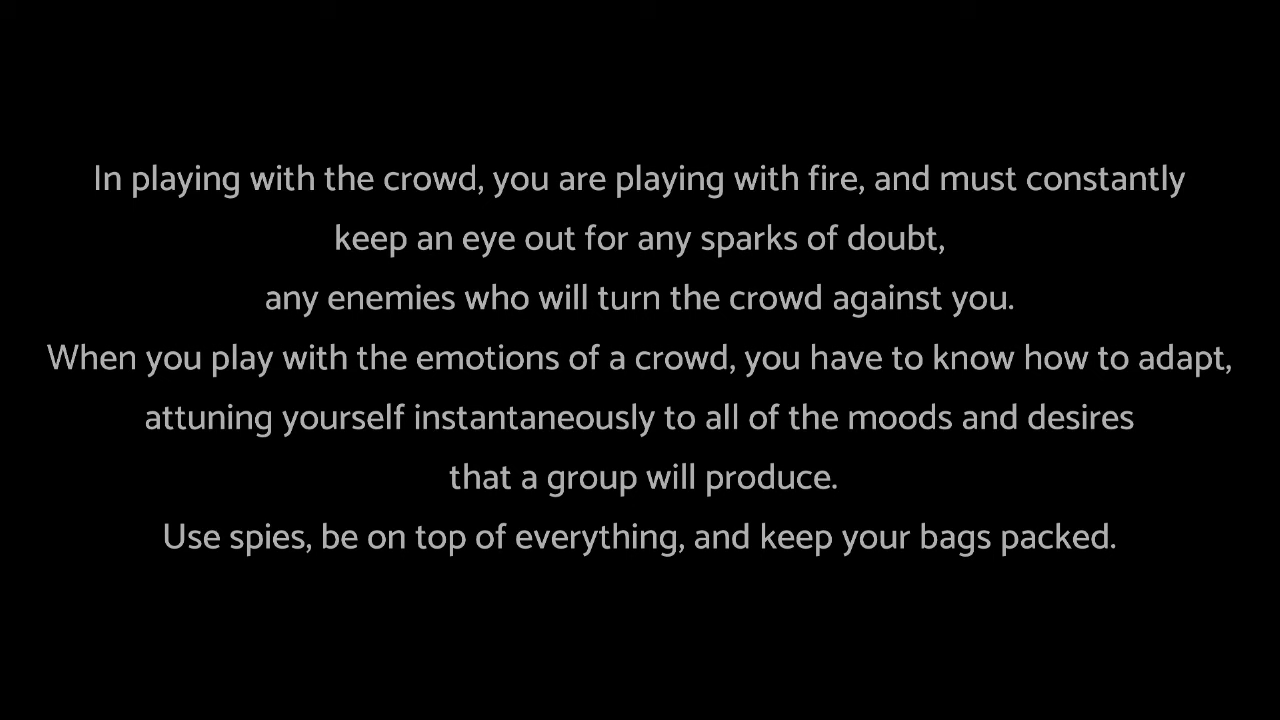 In playing with the crowd, you are playing with fire, and must constantly
keep an eye out for any sparks of doubt,
any enemies who will turn the crowd against you.
When you play with the emotions of a crowd, you have to know how to adapt,
attuning yourself instantaneously to all of the moods and desires
that a group will produce.
Use spies, be on top of everything, and keep your bags packed.